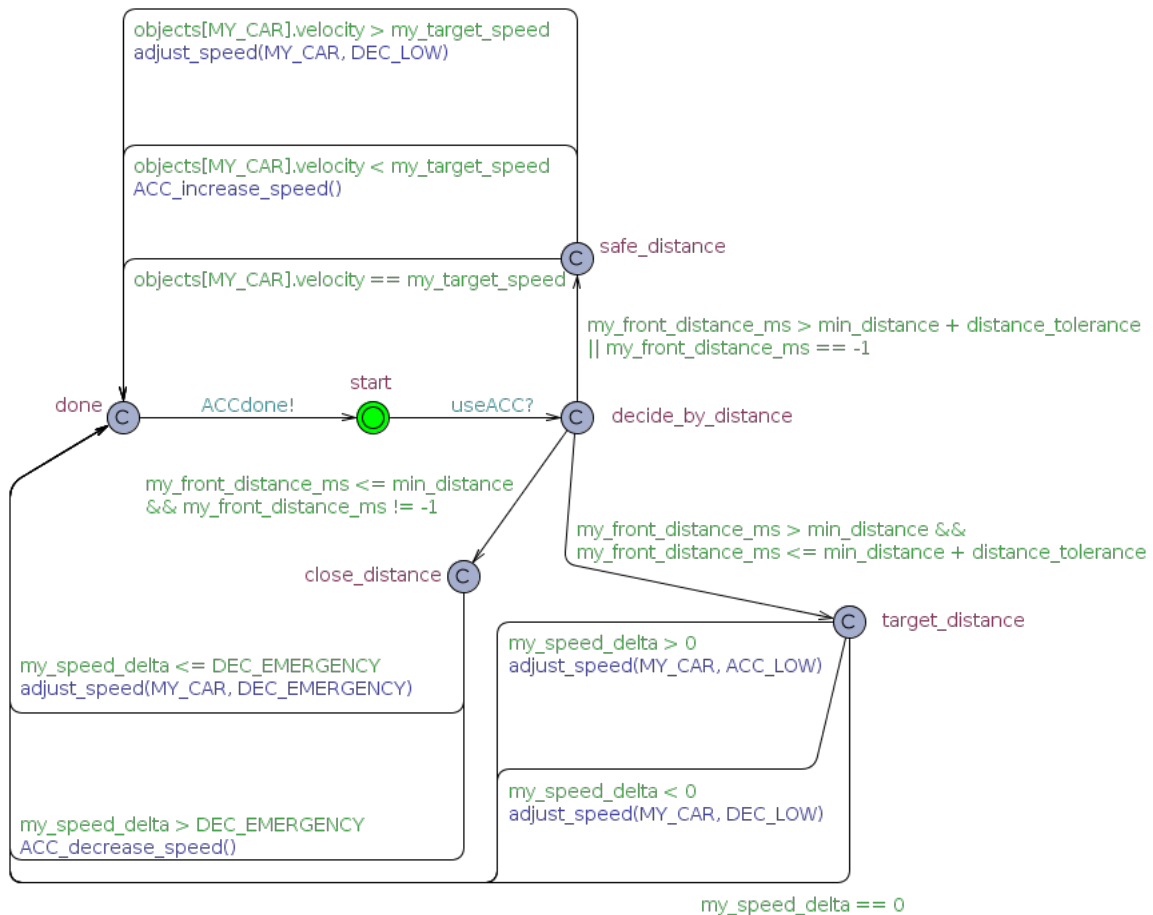 objects[MY_CAR].velocity > my_target_speed
adjust_speed(MY_CAR, DEC_LOW)
objects[MY_CAR].velocity < my_target_speed
ACC_increase_speed()
C
safe_distance
objects[MY_CAR].velocity == my_target_speed
my_front_distance_ms > min_distance + distance_tolerance
|| my_front_distance_ms == -1
start
done
C
ACCdone!
useACC?
C
decide_by_distance
my_front_distance_ms <= min_distance
&& my_front_distance_ms != -1
my_front_distance_ms > min_distance &&
my_front_distance_ms <= min_distance + distance_tolerance
close_distance
C
C
target_distance
my_speed_delta > 0
adjust_speed(MY_CAR, ACC_LOW)
my_speed_delta <= DEC_EMERGENCY
adjust_speed(MY_CAR, DEC_EMERGENCY)
my_speed_delta < 0
adjust_speed(MY_CAR, DEC_LOW)
my_speed_delta > DEC_EMERGENCY
ACC_decrease_speed()
my_speed_delta == 0